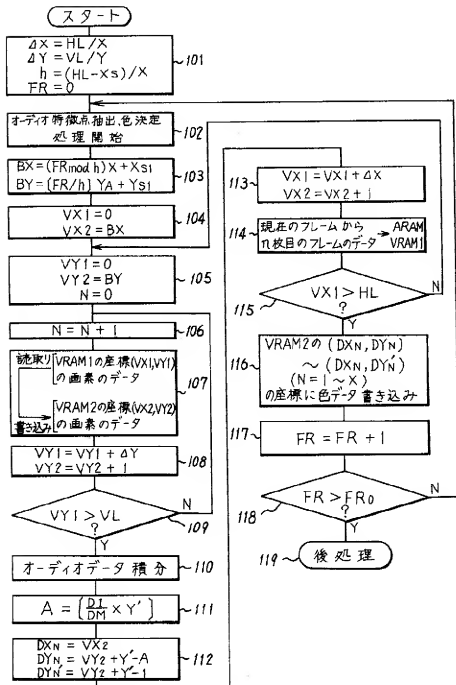 スタート
ΔX=HL/X
ΔY=VL/Y
h=(HL-Xs)/X
FR=0
101
オーディオ特徴点抽出、色決定
処理開始
102
BX=(FRmod h)X+XS1
BY=(FR/h)YA+YS1
103
VX1=0
VX2=BX
104
VY1=0
VY2=BY
N=0
105
N=N+1
106
読取り
VRAM1の座標(VX1,VY1)
の画素のデータ
VRAM2の座標(VX2,VY2)
の画素のデータ
書き込み
107
VY1=VY1+ΔY
VY2=VY2+1
108
VY1>VL
?
N
Y
109
オーディオデータ積分
110
A=[DI/DM×Y']
111
DXN=VX2
DYN=VY2+Y'-A
DYN'=VY2+Y'-1
112
113
VX1=VX1+ΔX
VX2=VX2+1
114
現在のフレームから
n枚目のフレームのデータ
→ARAM
VRAM1
115
VX1>HL
?
N
Y
116
VRAM2の(DXN,DYN)
~(DXN,DYN')
(N=1~X)
の座標に色データ書き込み
117
FR=FR+1
118
FR>FR0
?
N
Y
119
後処理